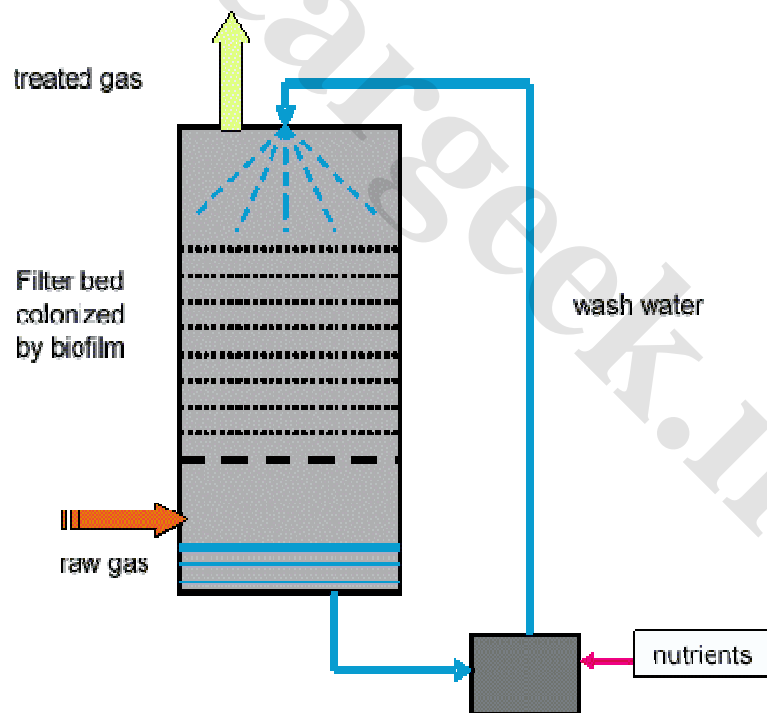 treated gas
Filter bed
colonized
by biofilm
wash water
raw gas
nutrients